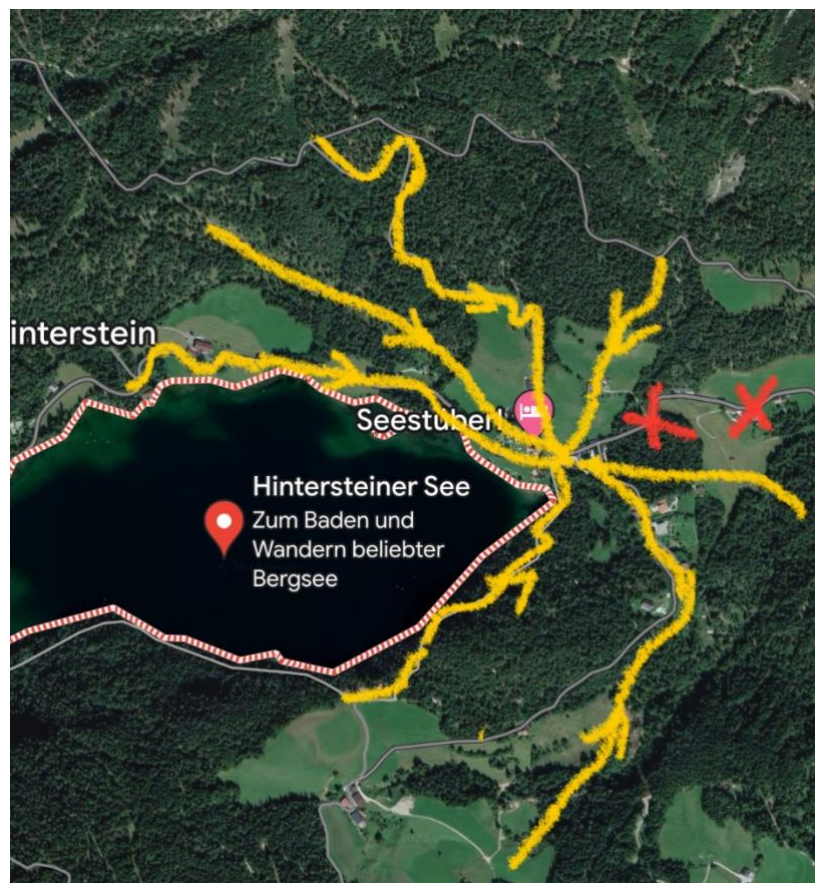 interstein
Seestüberl
Hintersteiner See
Zum Baden und
Wandern beliebter
Bergsee